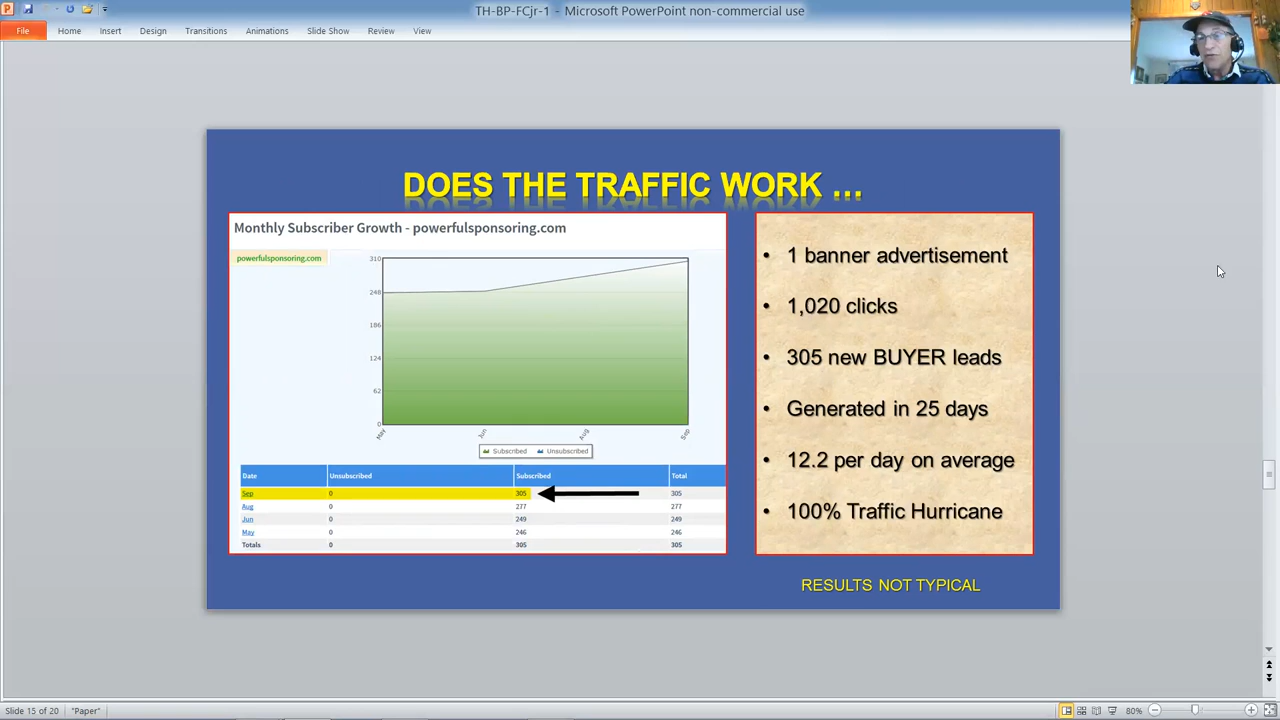 TH-BP-FCjr-1 - Microsoft PowerPoint non-commercial use
File Home Insert Design Transitions Animations Slide Show Review View
DOES THE TRAFFIC WORK ...
Monthly Subscriber Growth - powerfulsponsoring.com
powerfulsponsoring.com
310
248
186
124
62
0
May Jun Aug Sep
Subscribed Unsubscribed
Date Unsubscribed Subscribed Total
Sep 0 305 305
Aug 0 277 277
Jun 0 249 249
May 0 246 246
Totals 0 305 305
• 1 banner advertisement
• 1,020 clicks
• 305 new BUYER leads
• Generated in 25 days
• 12.2 per day on average
• 100% Traffic Hurricane
RESULTS NOT TYPICAL
Slide 15 of 20 "Paper" 80%